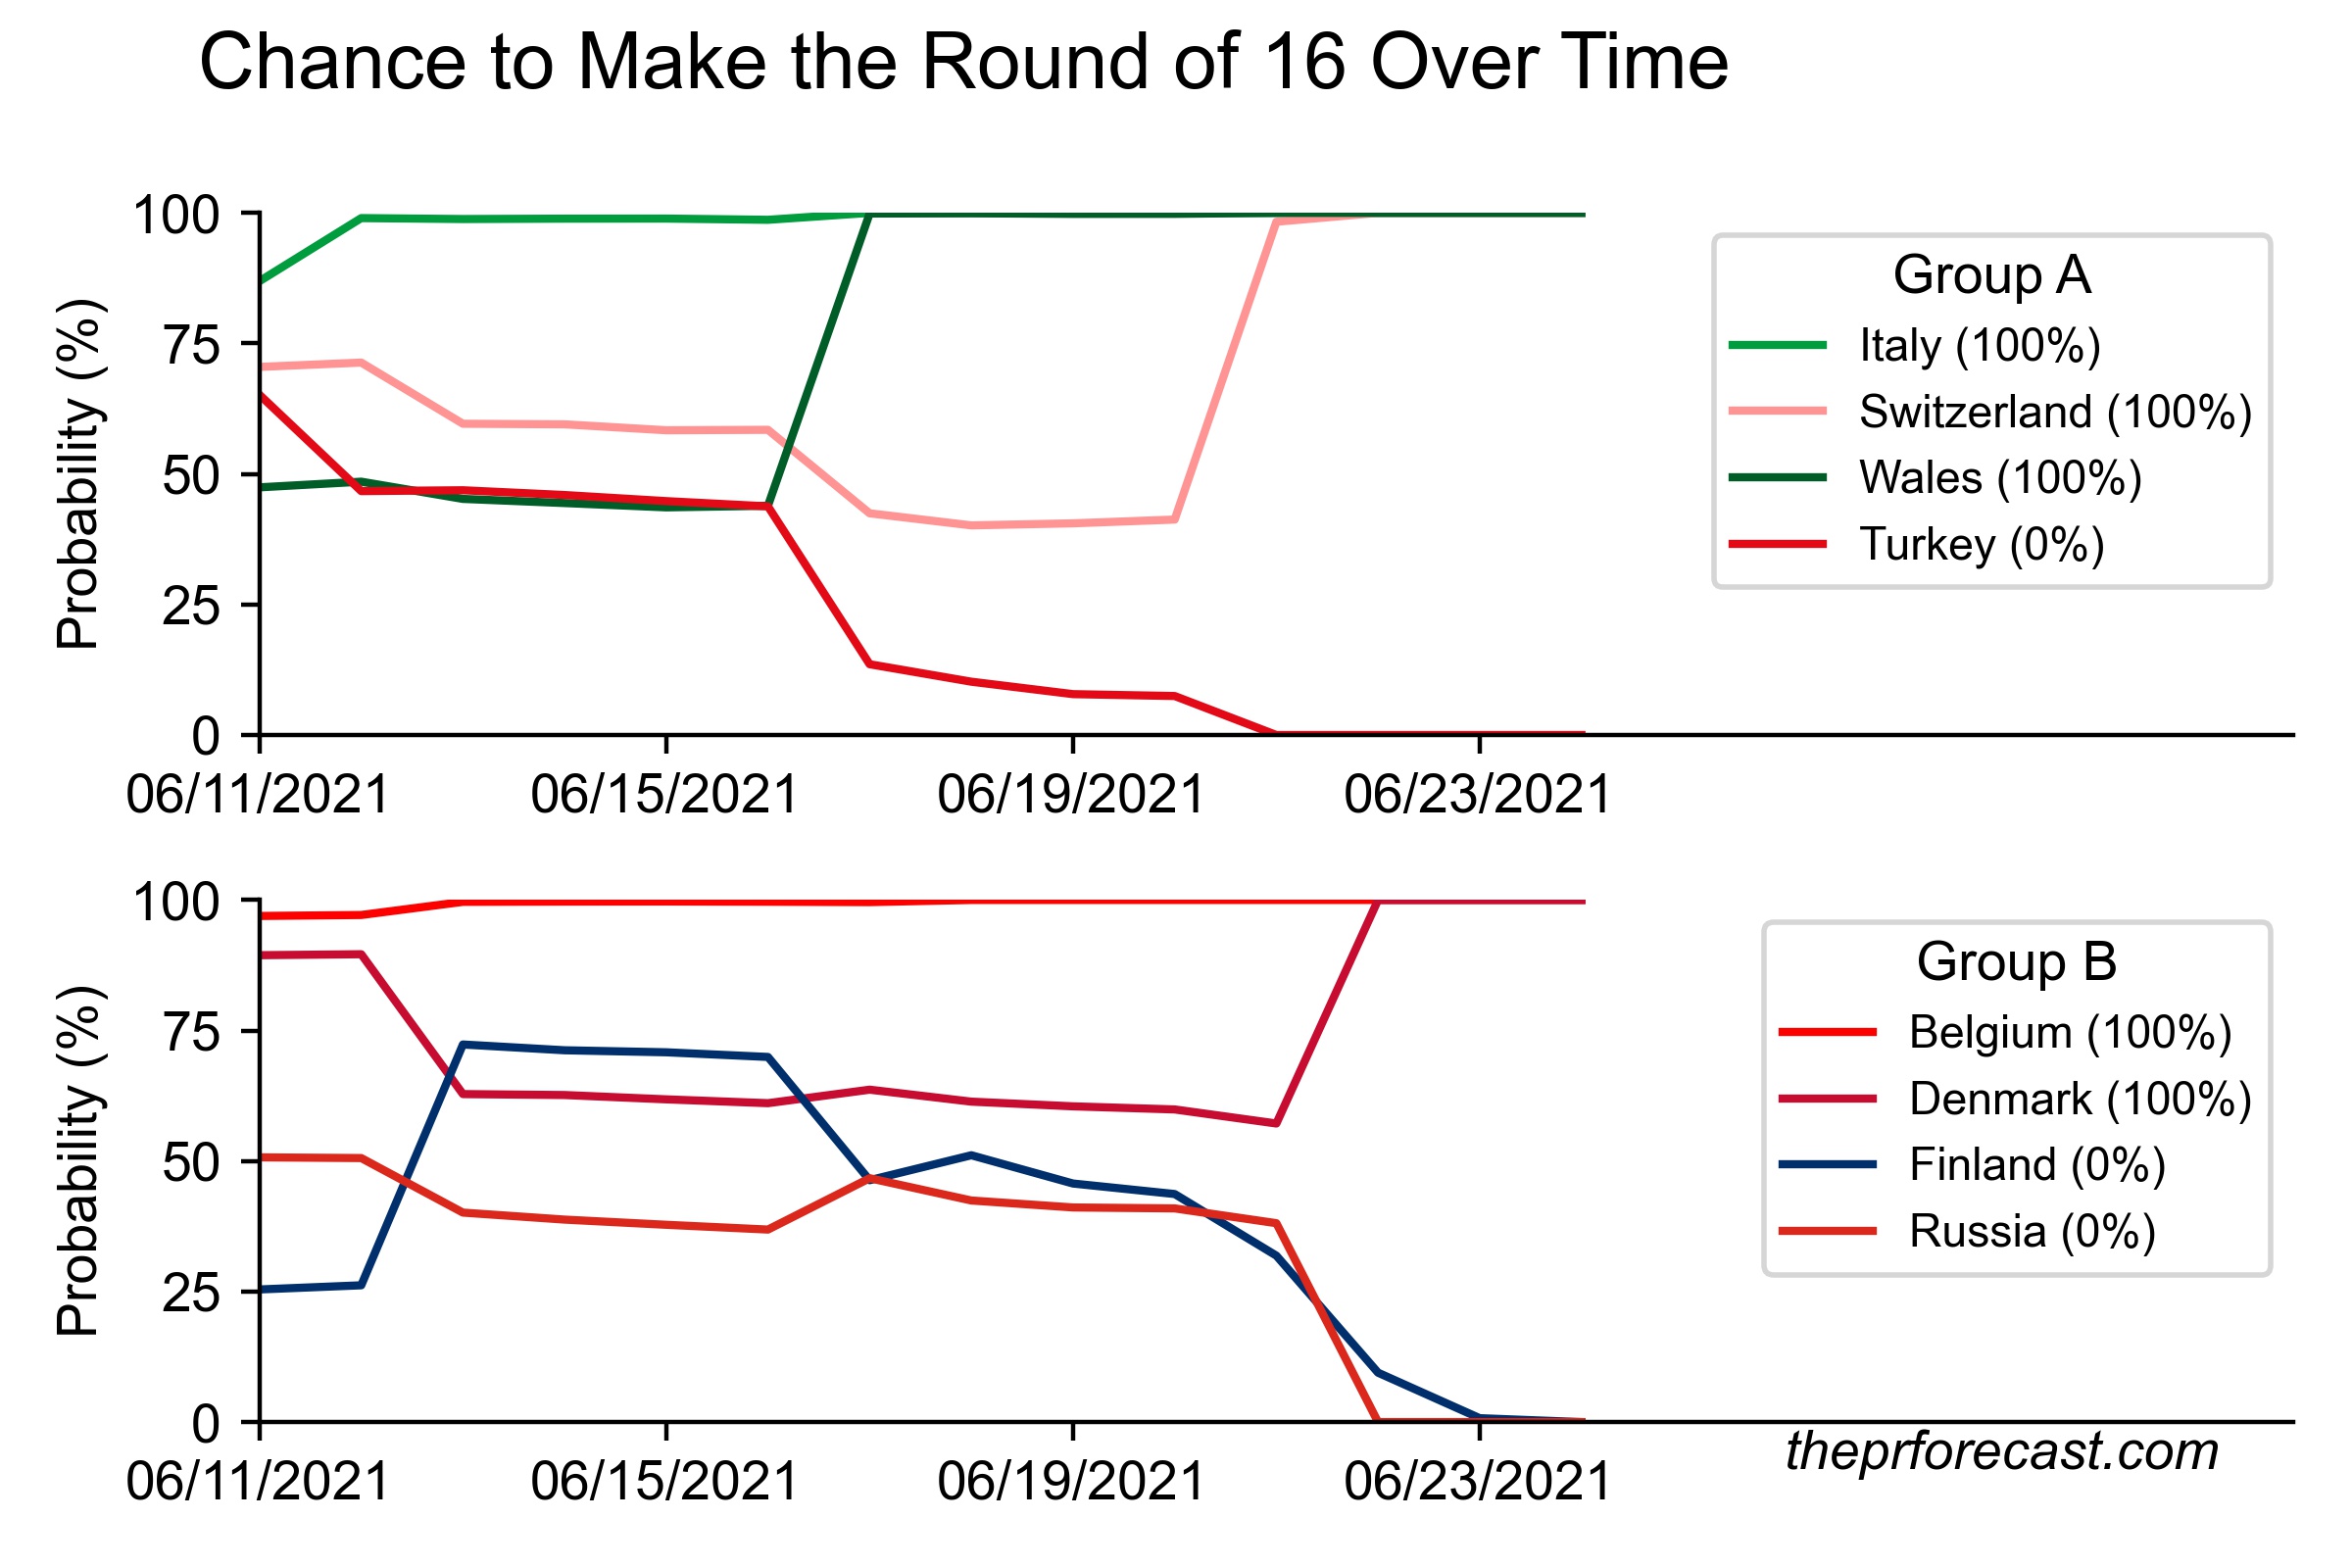 Chance to Make the Round of 16 Over Time
Probability (%)
100
75
50
25
0
06/11/2021
06/15/2021
06/19/2021
06/23/2021
Group A
Italy (100%)
Switzerland (100%)
Wales (100%)
Turkey (0%)
Probability (%)
100
75
50
25
0
06/11/2021
06/15/2021
06/19/2021
06/23/2021
Group B
Belgium (100%)
Denmark (100%)
Finland (0%)
Russia (0%)
theprforecast.com